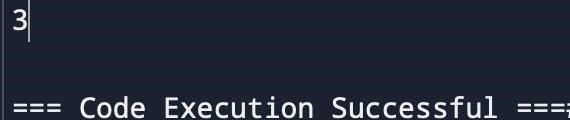 3
=== Code Execution Successful ===